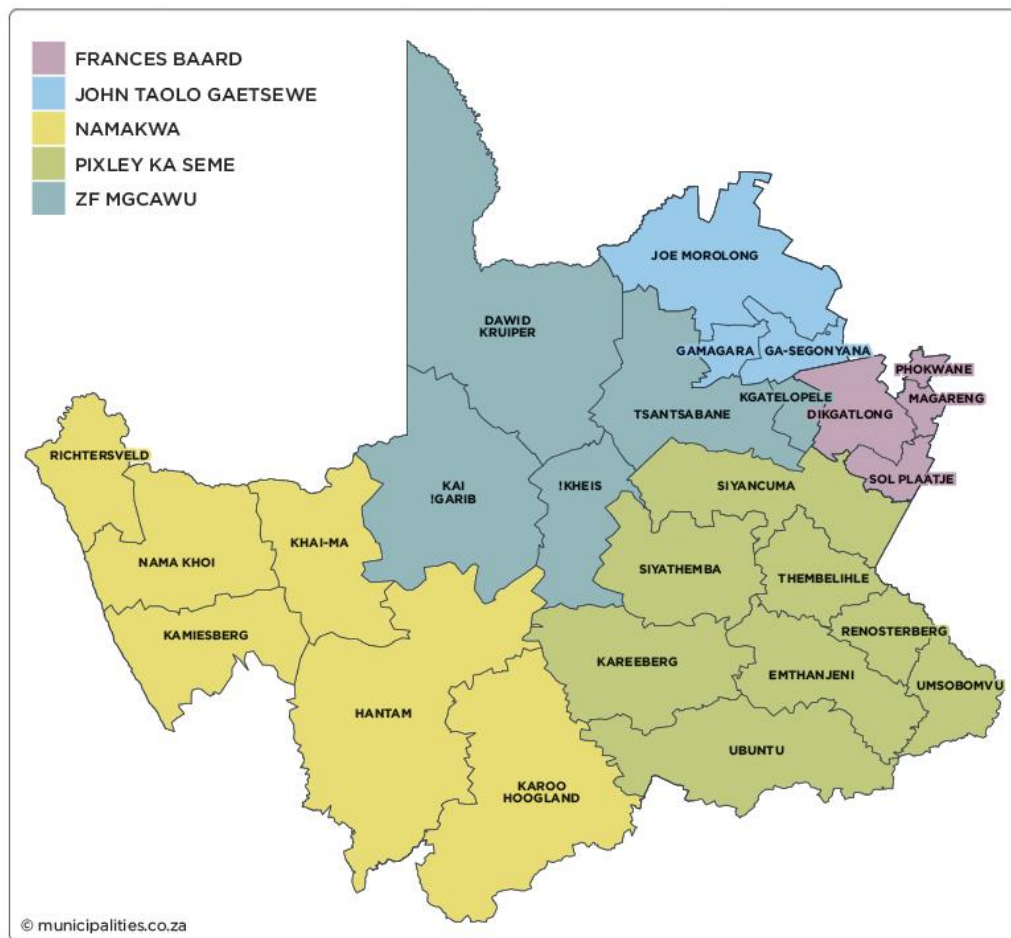 FRANCES BAARD
JOHN TAOLO GAETSEWE
NAMAKWA
PIXLEY KA SEME
ZF MGCAWU
JOE MOROLONG
DAWID
KRUIPER
GAMAGARA
GA-SEGONYANA
PHOKWANE
KGATELOPELE
MAGARENG
TSANTSABANE
DIKGATLONG
RICHTERSVELD
SOL PLAATJE
KAI
!GARIB
!KHEIS
SIYANCUMA
KHAI-MA
NAMA KHOI
SIYATHEMBA
THEMBELIHLE
KAMIESBERG
RENOSTERBERG
KAREEBERG
EMTHANJENI
UMSOBOMVU
HANTAM
UBUNTU
KAROO
HOOGLAND
© municipalities.co.za